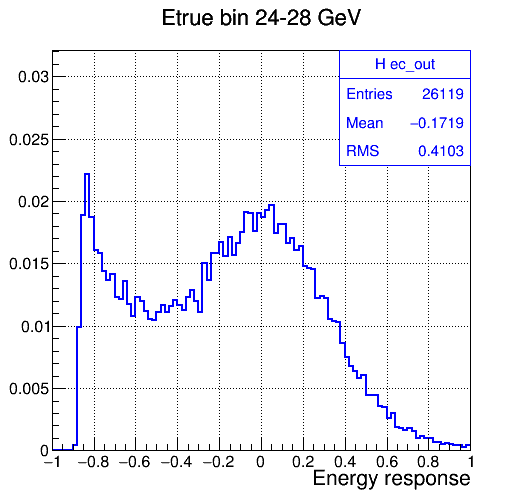 Etrue bin 24-28 GeV
H ec_out
Entries 26119
Mean −0.1719
RMS 0.4103
0.03
0.025
0.02
0.015
0.01
0.005
0
−1 −0.8 −0.6 −0.4 −0.2 0 0.2 0.4 0.6 0.8 1
Energy response